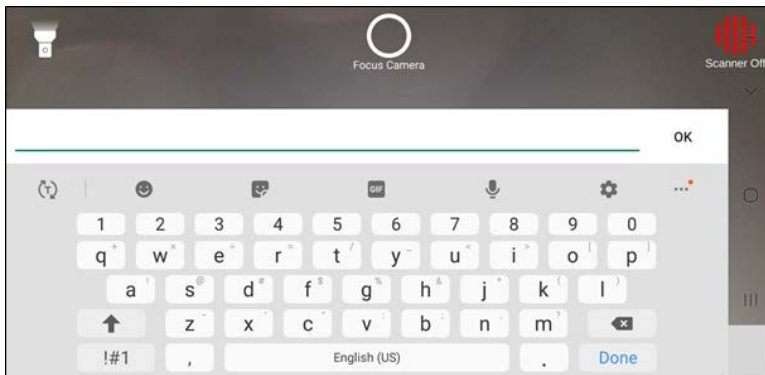 Focus Camera
Scanner Off
OK
T
GIF
1 2 3 4 5 6 7 8 9 0
q + w × e ÷ r = t / y _ u < i > o [ p ]
a ! s @ d # f $ g % h & j * k ( l )
z - x ' c " v : b ; n , m ?
!#1 , English (US) . Done